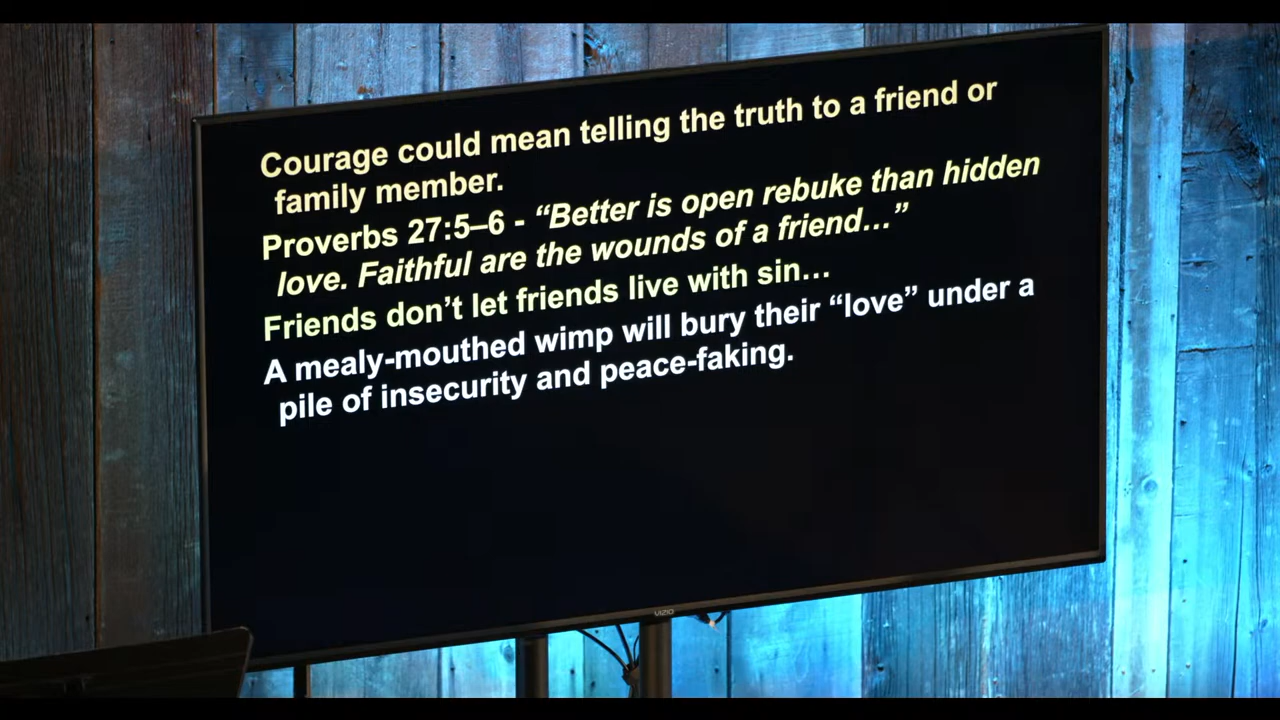 Courage could mean telling the truth to a friend or
family member.
Proverbs 27:5–6 - “Better is open rebuke than hidden
love. Faithful are the wounds of a friend…”
Friends don’t let friends live with sin…
A mealy-mouthed wimp will bury their “love” under a
pile of insecurity and peace-faking.
VIZIO